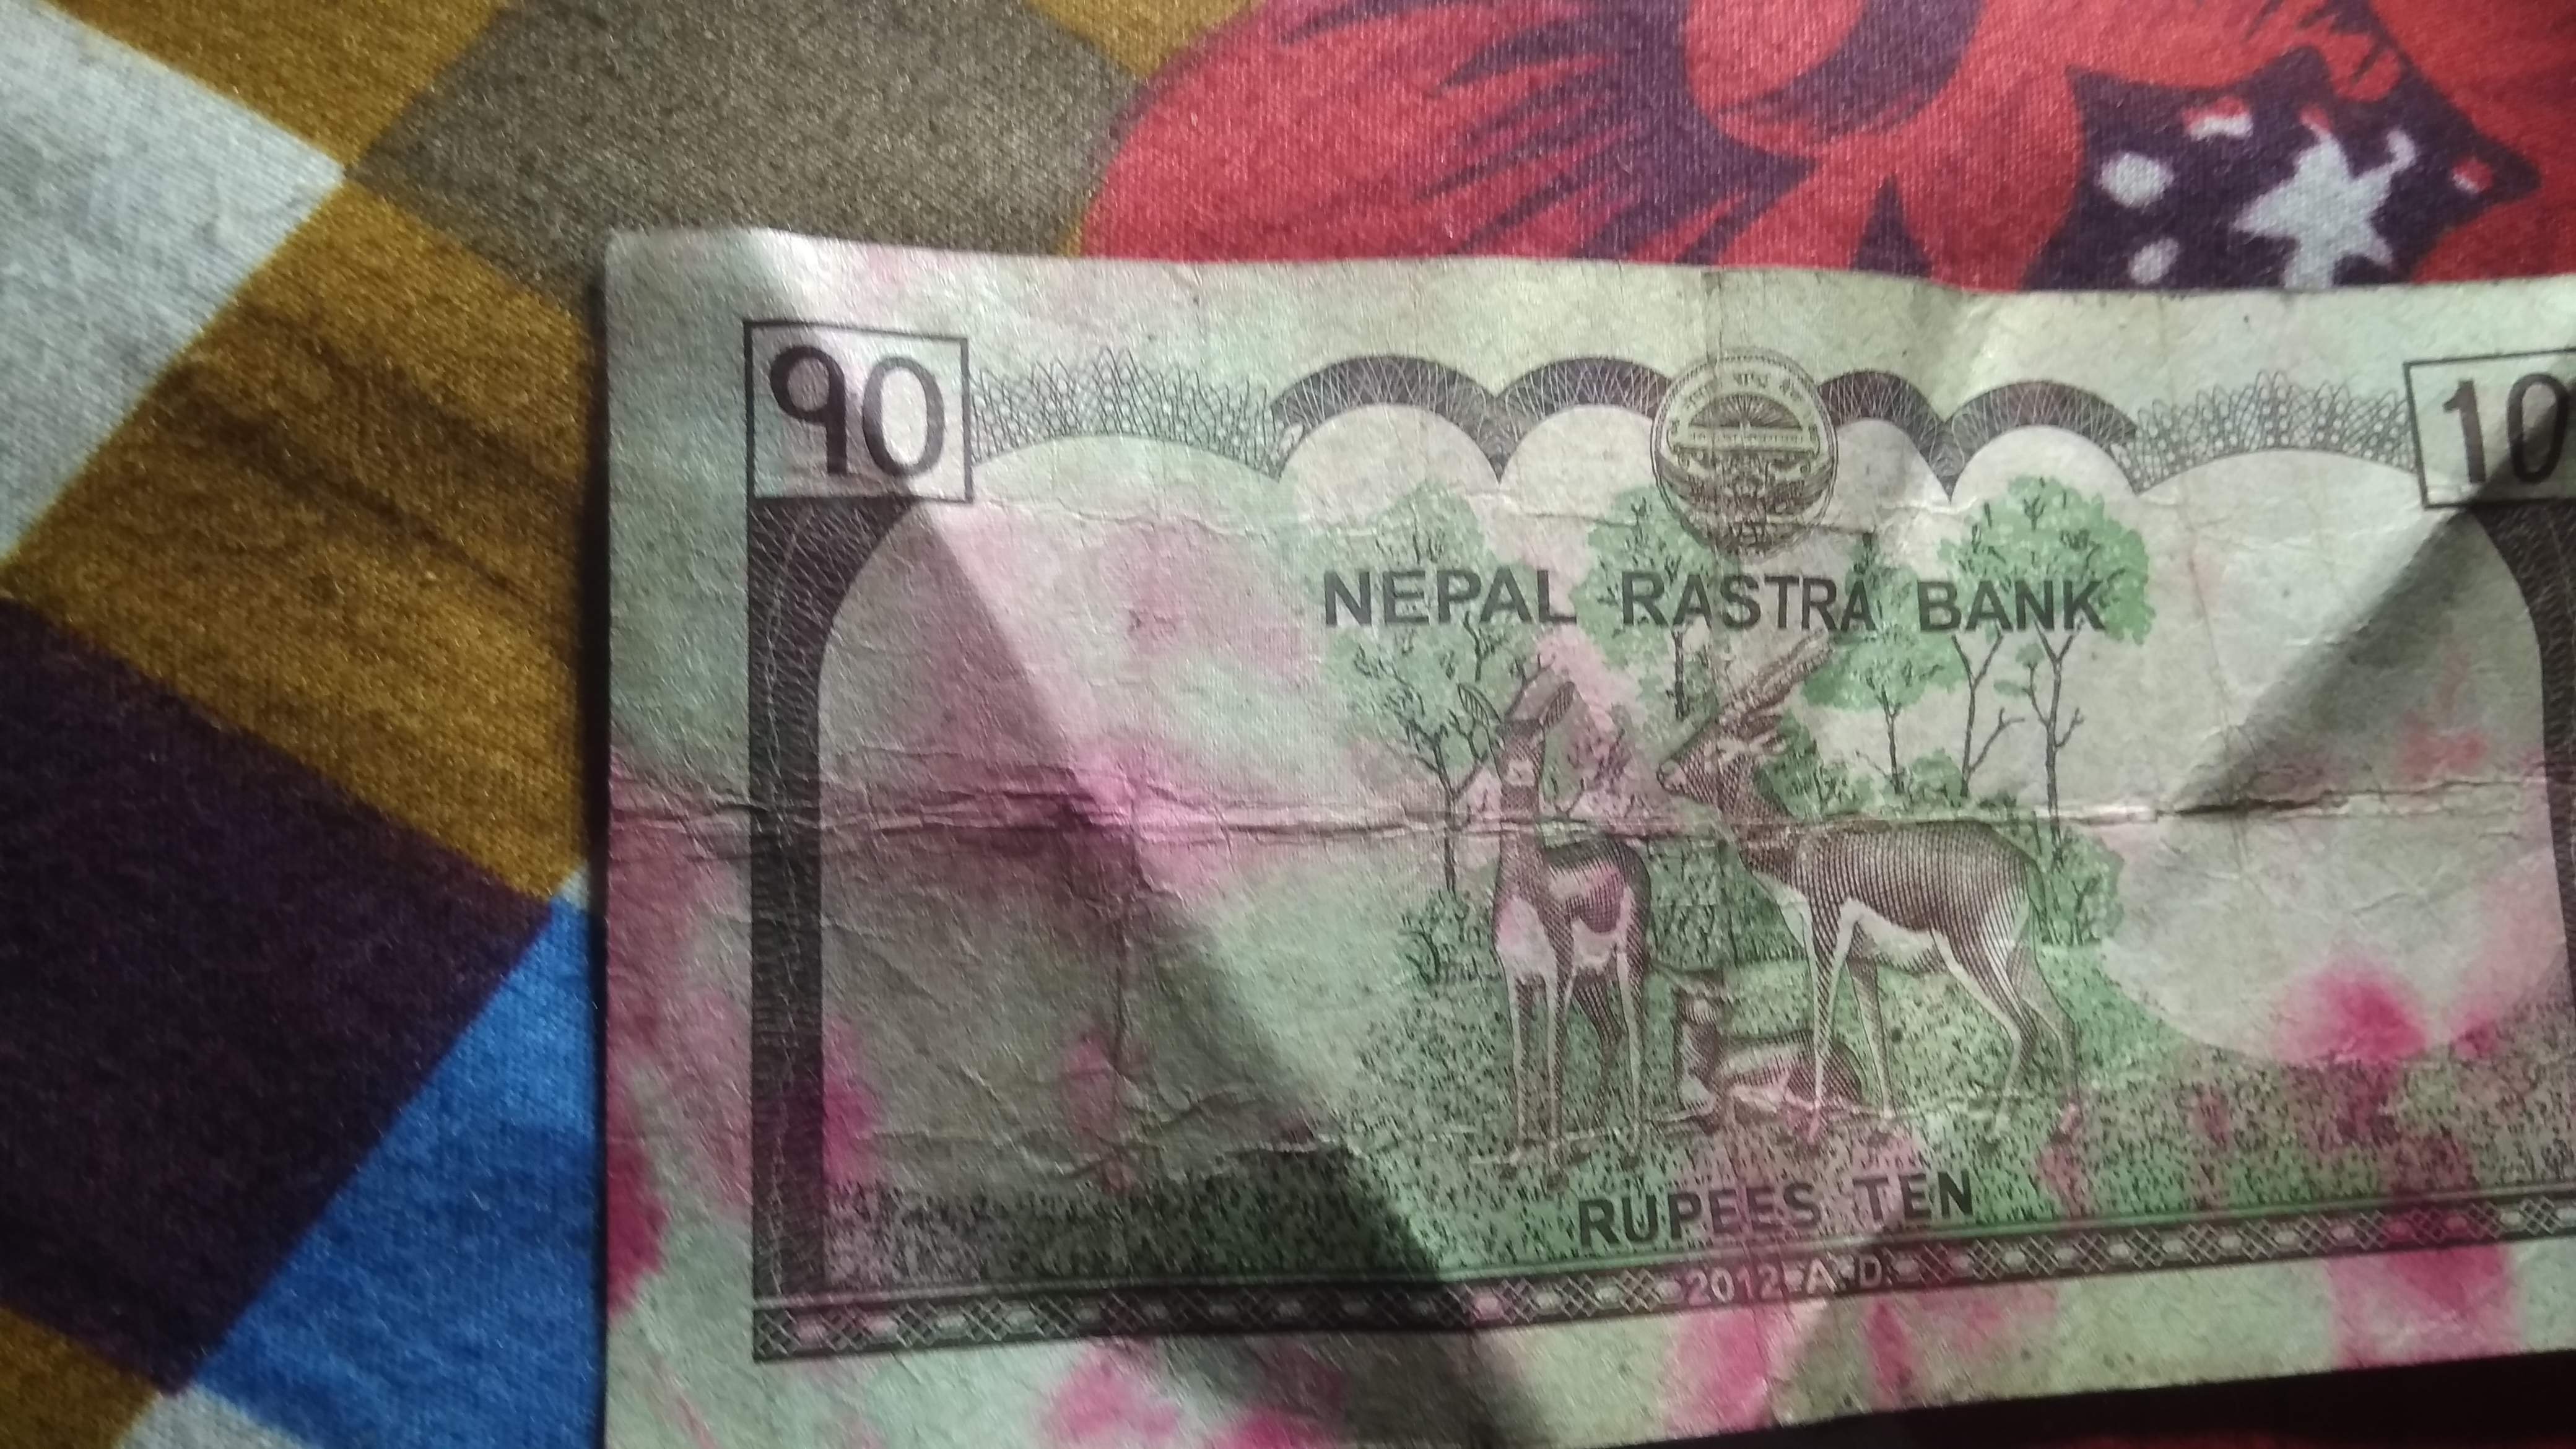 १०
10
NEPAL RASTRA BANK
RUPEES TEN
2012 A.D.